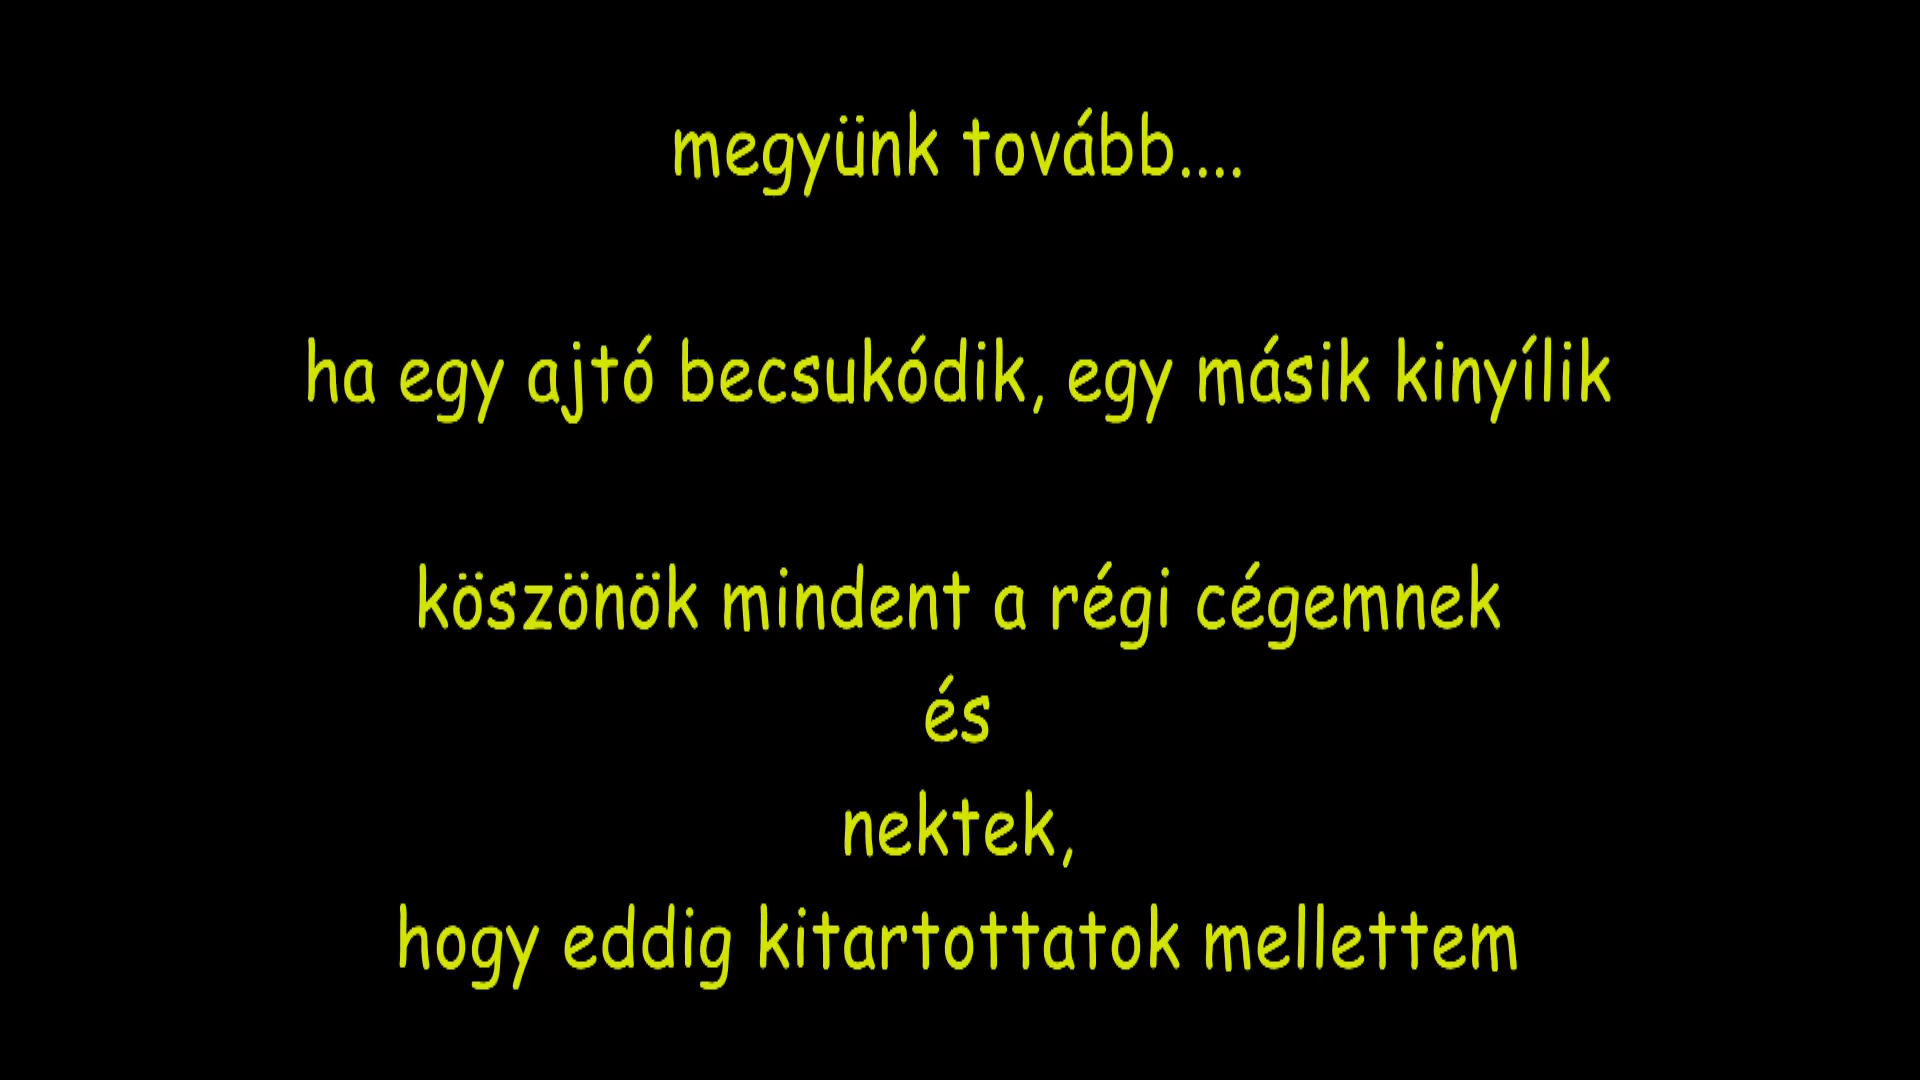 megyünk tovább....
ha egy ajtó becsukódik, egy másik kinyílik
köszönök mindent a régi cégemnek
és
nektek,
hogy eddig kitartottatok mellettem